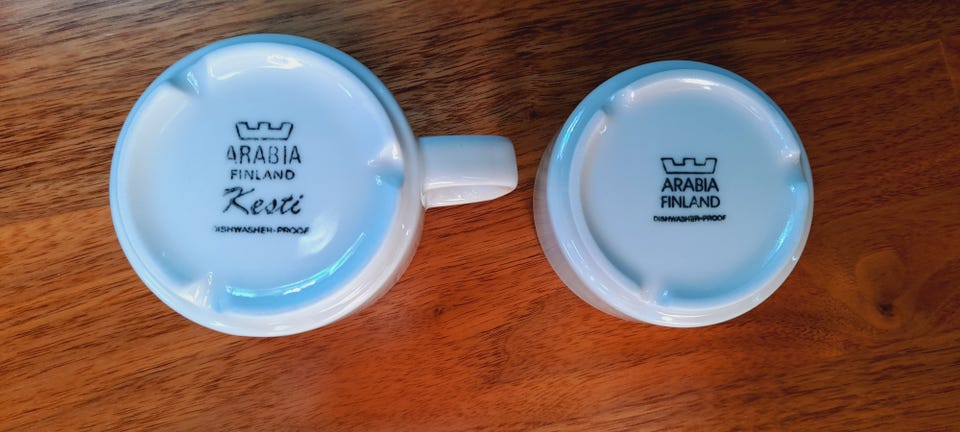 ARABIA
FINLAND
Kesti
DISHWASHER-PROOF
ARABIA
FINLAND
DISHWASHER-PROOF